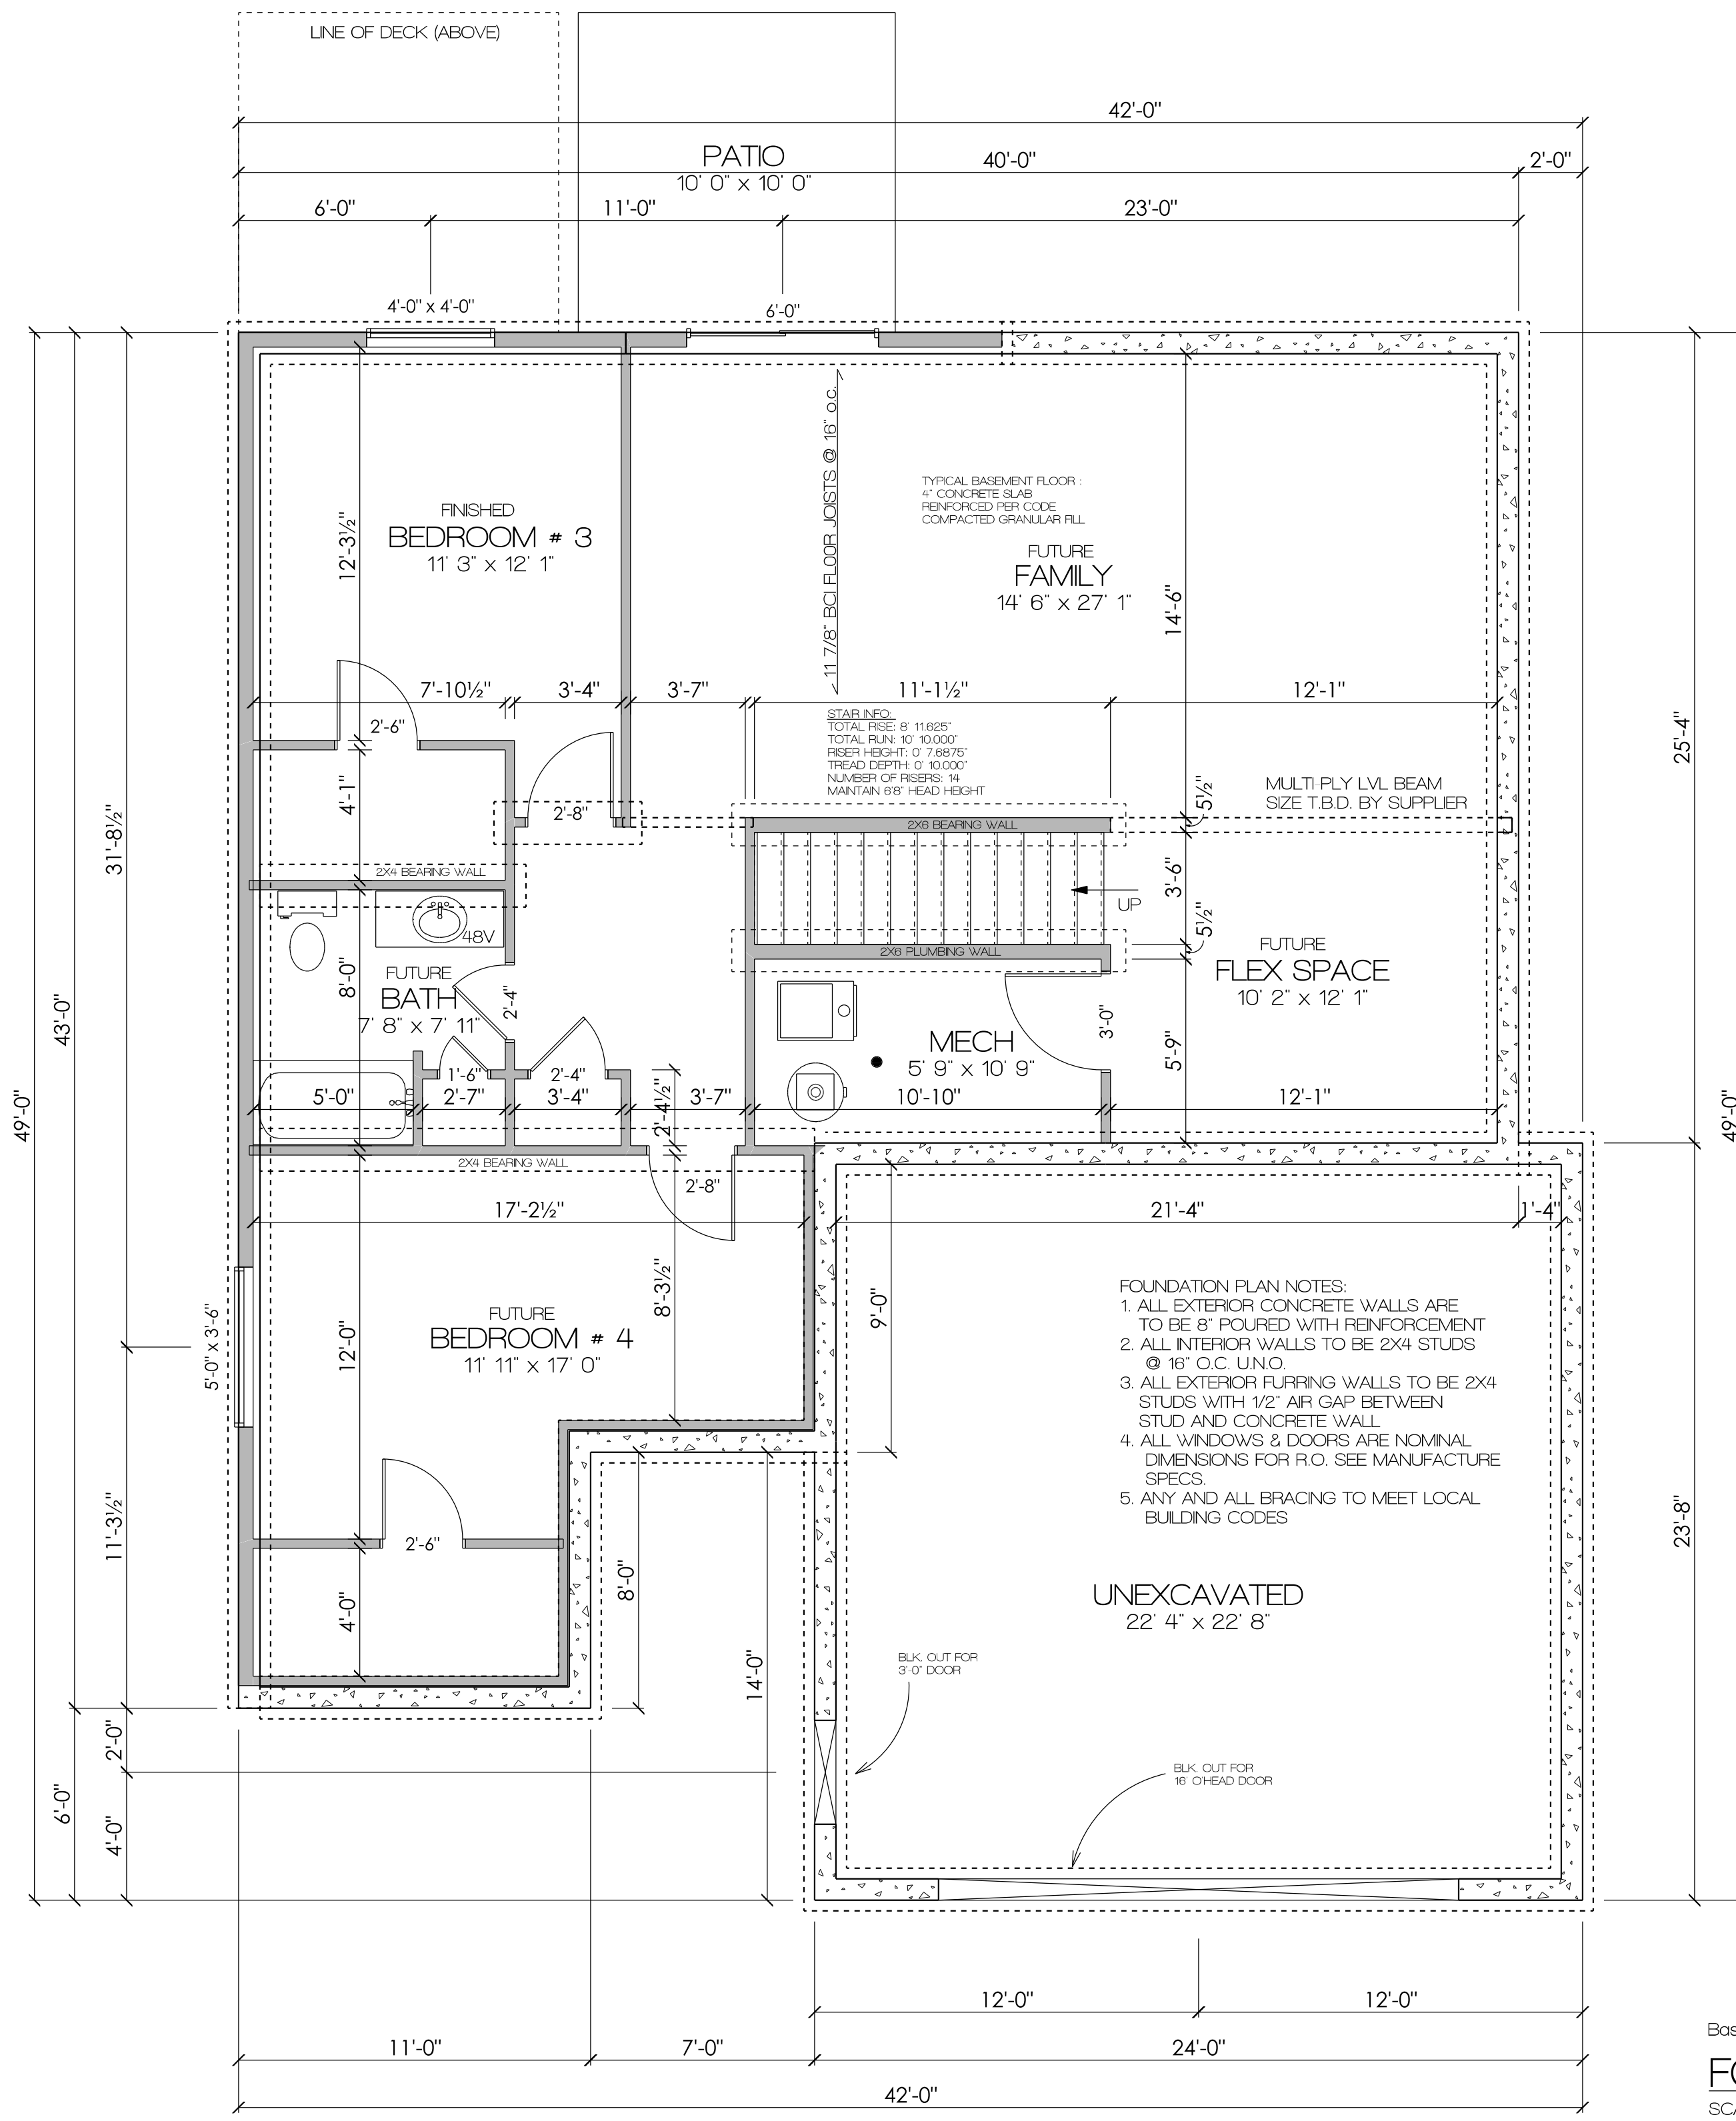 LINE OF DECK (ABOVE)
42'-0"
PATIO
10' 0" x 10' 0"
40'-0"
2'-0"
6'-0"
11'-0"
23'-0"
4'-0" x 4'-0"
6'-0"
11 7/8" BCI FLOOR JOISTS @ 16" O.C.
TYPICAL BASEMENT FLOOR :
4" CONCRETE SLAB
REINFORCED PER CODE
COMPACTED GRANULAR FILL
FINISHED
BEDROOM # 3
11' 3" x 12' 1"
12'-3½"
FUTURE
FAMILY
14' 6" x 27' 1"
14'-6"
7'-10½"
3'-4"
3'-7"
11'-1½"
12'-1"
2'-6"
STAIR INFO:
TOTAL RISE: 8' 11.625"
TOTAL RUN: 10' 10.000"
RISER HEIGHT: 0' 7.6875"
TREAD DEPTH: 0' 10.000"
NUMBER OF RISERS: 14
MAINTAIN 6'8" HEAD HEIGHT
25'-4"
4'-1"
2'-8"
5½"
MULTI-PLY LVL BEAM
SIZE T.B.D. BY SUPPLIER
31'-8½"
2X6 BEARING WALL
2X4 BEARING WALL
3'-6"
UP
48V
5½"
2X6 PLUMBING WALL
FUTURE
FLEX SPACE
10' 2" x 12' 1"
FUTURE
BATH
7' 8" x 7' 11"
8'-0"
2'-4"
43'-0"
MECH
5' 9" x 10' 9"
3'-0"
5'-9"
1'-6"
2'-4"
5'-0"
2'-7"
3'-4"
2'-4½"
3'-7"
10'-10"
12'-1"
49'-0"
49'-0"
2X4 BEARING WALL
2'-8"
17'-2½"
21'-4"
1'-4"
8'-3½"
9'-0"
5'-0" x 3'-6"
FUTURE
BEDROOM # 4
11' 11" x 17' 0"
12'-0"
FOUNDATION PLAN NOTES:
1. ALL EXTERIOR CONCRETE WALLS ARE
TO BE 8" POURED WITH REINFORCEMENT
2. ALL INTERIOR WALLS TO BE 2X4 STUDS
@ 16" O.C. U.N.O.
3. ALL EXTERIOR FURRING WALLS TO BE 2X4
STUDS WITH 1/2" AIR GAP BETWEEN
STUD AND CONCRETE WALL
4. ALL WINDOWS & DOORS ARE NOMINAL
DIMENSIONS FOR R.O. SEE MANUFACTURE
SPECS.
5. ANY AND ALL BRACING TO MEET LOCAL
BUILDING CODES
11'-3½"
2'-6"
23'-8"
8'-0"
4'-0"
UNEXCAVATED
22' 4" x 22' 8"
14'-0"
BLK. OUT FOR
3'-0" DOOR
2'-0"
BLK. OUT FOR
16' O'HEAD DOOR
6'-0"
4'-0"
12'-0"
12'-0"
11'-0"
7'-0"
24'-0"
42'-0"